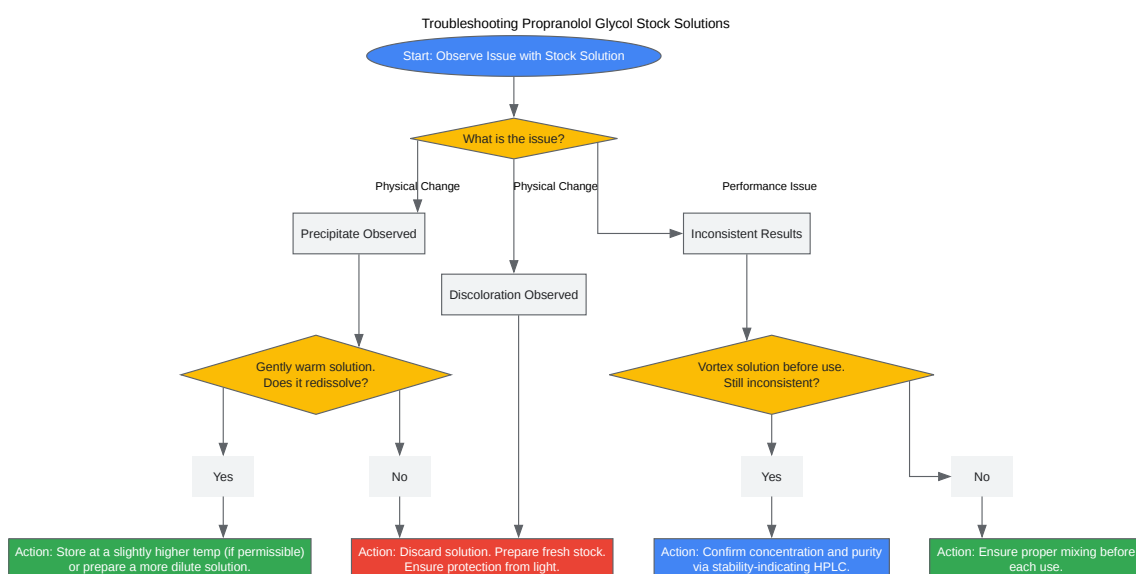 Troubleshooting Propranolol Glycol Stock Solutions
Start: Observe Issue with Stock Solution
What is the issue?
Physical Change
Physical Change
Performance Issue
Precipitate Observed
Inconsistent Results
Discoloration Observed
Gently warm solution.
Does it redissolve?
Vortex solution before use.
Still inconsistent?
Yes
No
Yes
No
Action: Store at a slightly higher temp (if permissible)
or prepare a more dilute solution.
Action: Discard solution. Prepare fresh stock.
Ensure protection from light.
Action: Confirm concentration and purity
via stability-indicating HPLC.
Action: Ensure proper mixing before
each use.